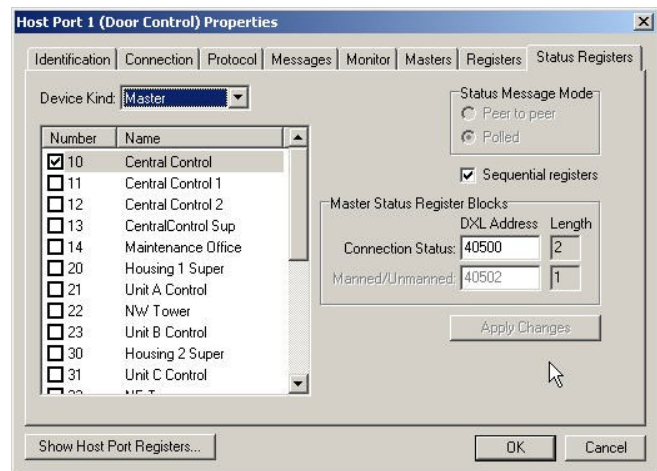 Host Port 1 (Door Control) Properties
Identification Connection Protocol Messages Monitor Masters Registers Status Registers
Device Kind: Master
Status Message Mode
Peer to peer
Polled
Number Name
10 Central Control
11 Central Control 1
12 Central Control 2
13 CentralControl Sup
14 Maintenance Office
20 Housing 1 Super
21 Unit A Control
22 NW Tower
23 Unit B Control
30 Housing 2 Super
31 Unit C Control
Sequential registers
Master Status Register Blocks
DXL Address Length
Connection Status: 40500 2
Manned/Unmanned: 40502 1
Apply Changes
Show Host Port Registers... OK Cancel